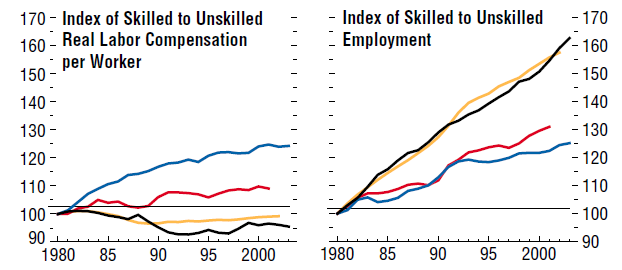 Index of Skilled to Unskilled
Real Labor Compensation
per Worker
170
160
150
140
130
120
110
100
90
1980 85 90 95 2000
Index of Skilled to Unskilled
Employment
170
160
150
140
130
120
110
100
90
1980 85 90 95 2000